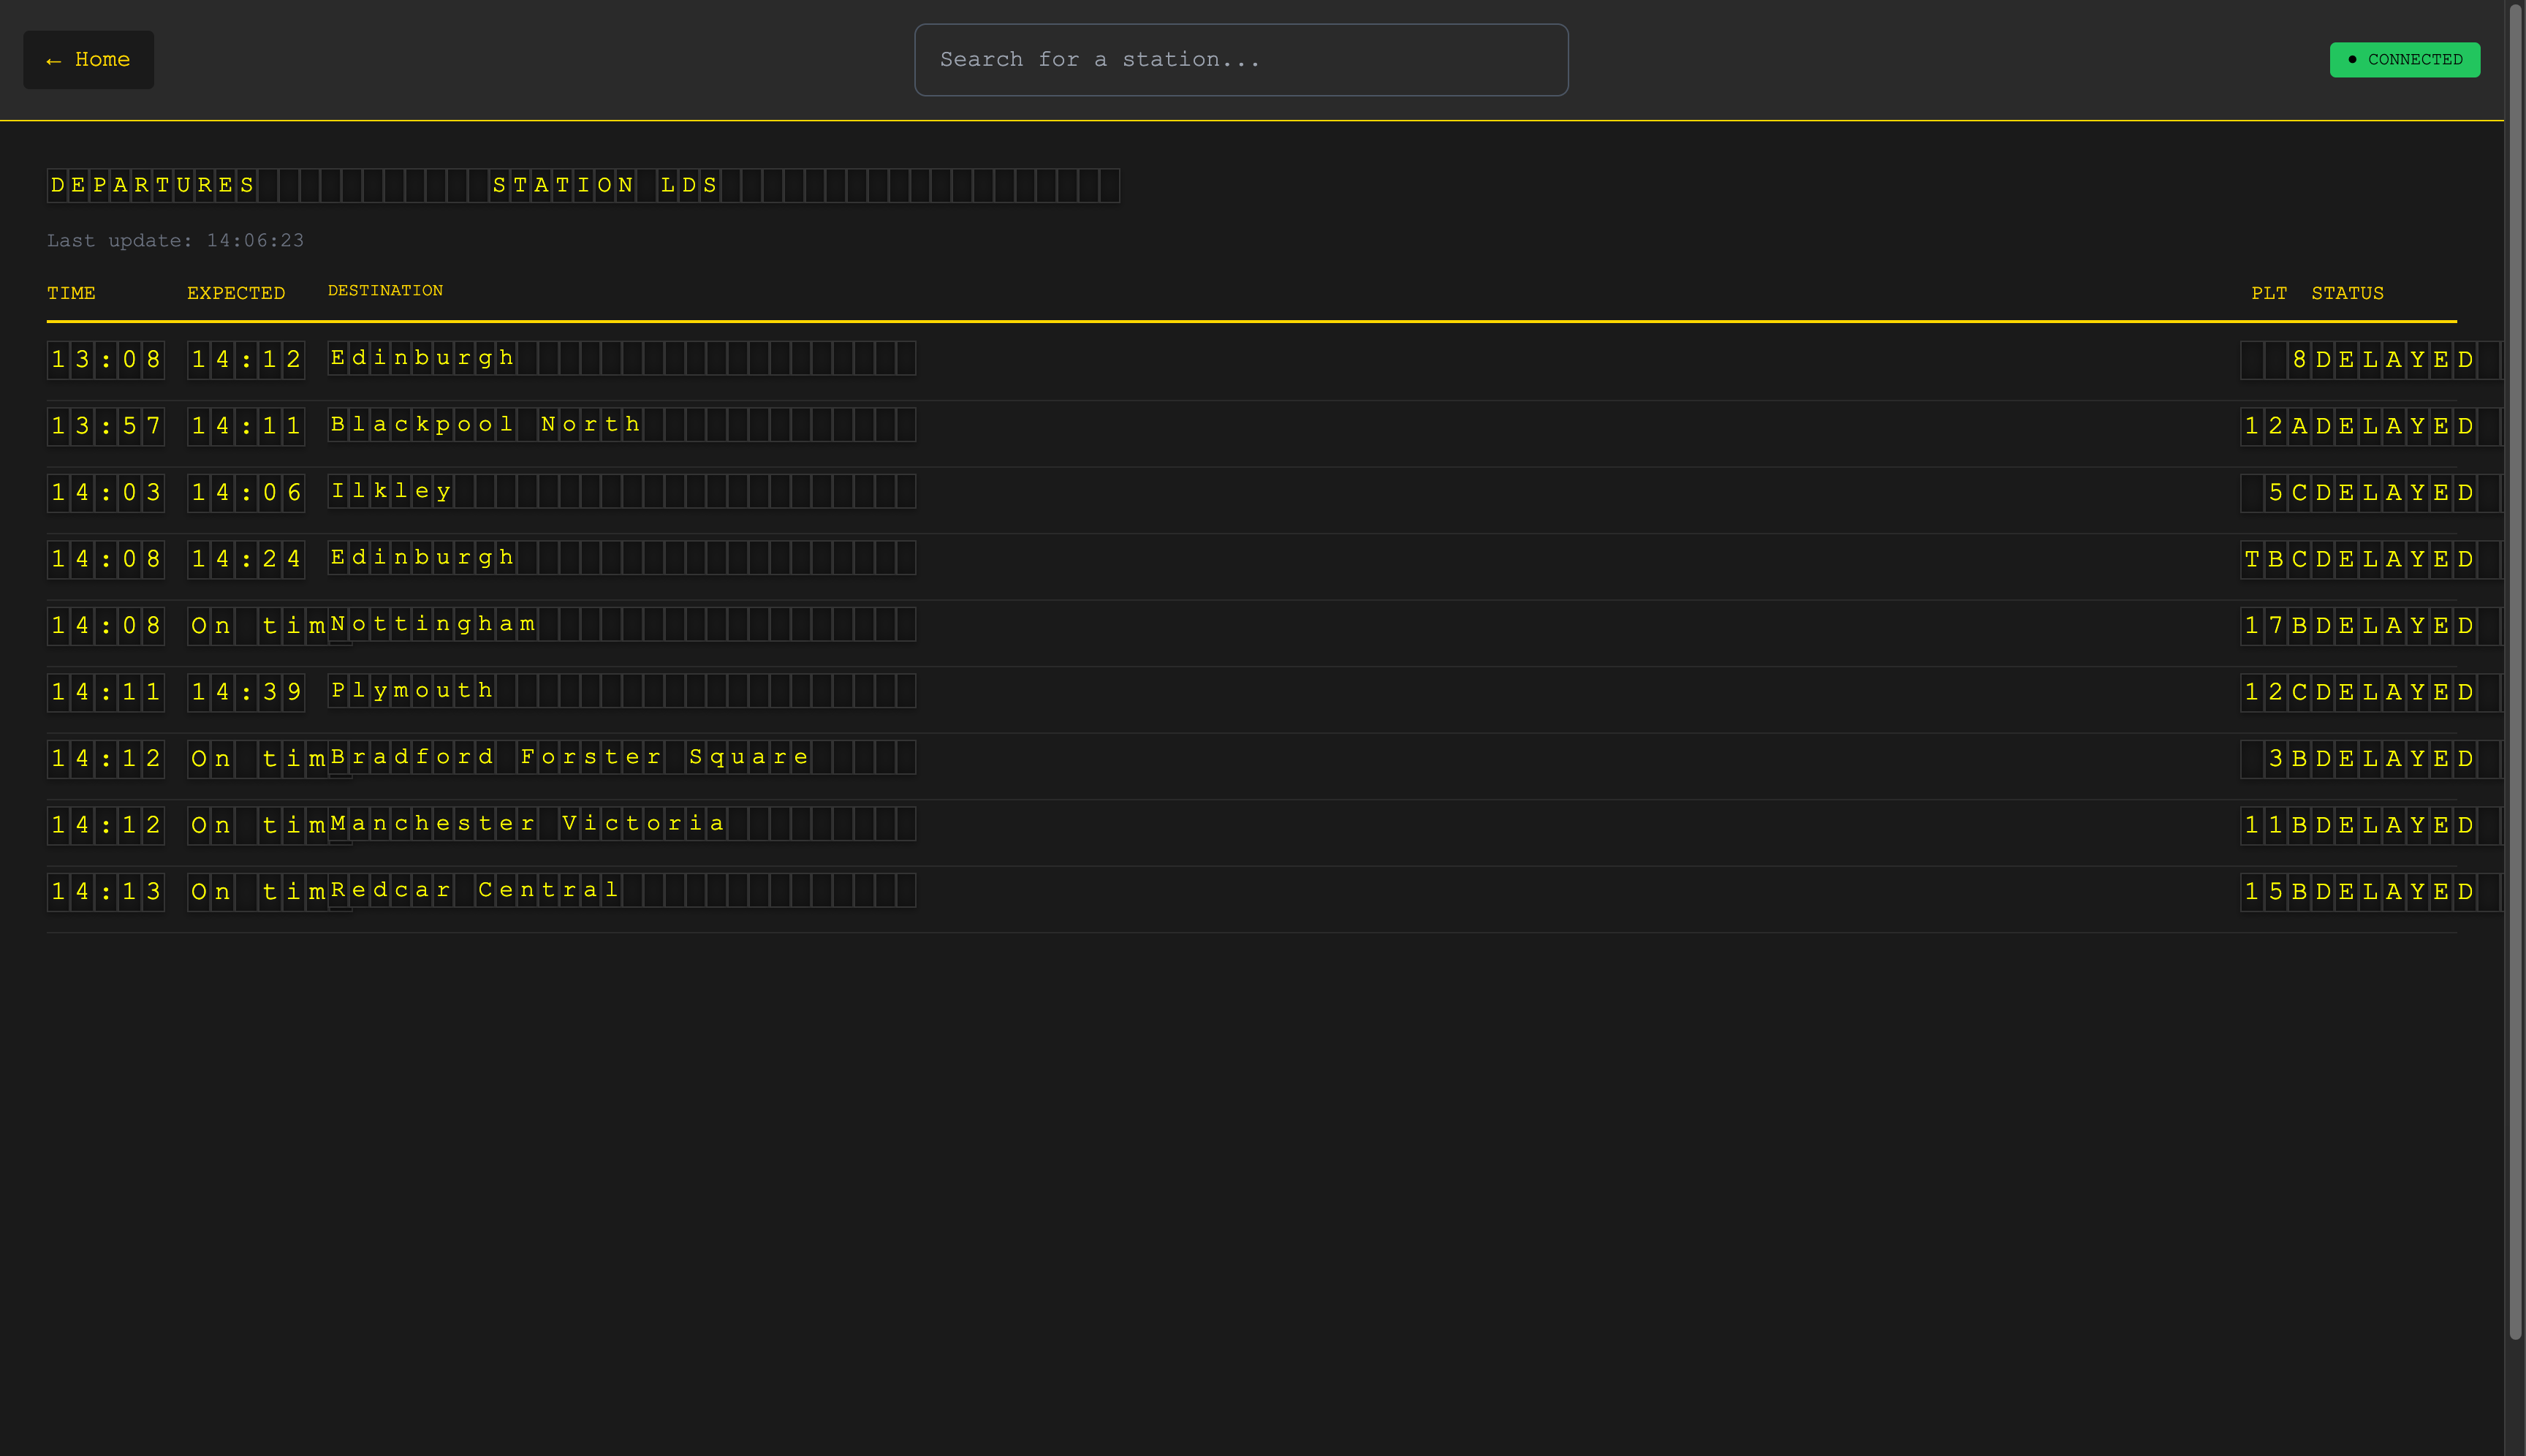 ← Home
Search for a station...
● CONNECTED
DEPARTURES STATION LDS
Last update: 14:06:23
TIME EXPECTED DESTINATION PLT STATUS
13:08 14:12 Edinburgh 8 DELAYED
13:57 14:11 Blackpool North 12A DELAYED
14:03 14:06 Ilkley 5C DELAYED
14:08 14:24 Edinburgh TBC DELAYED
14:08 On tim Nottingham 17B DELAYED
14:11 14:39 Plymouth 12C DELAYED
14:12 On tim Bradford Forster Square 3B DELAYED
14:12 On tim Manchester Victoria 11B DELAYED
14:13 On tim Redcar Central 15B DELAYED